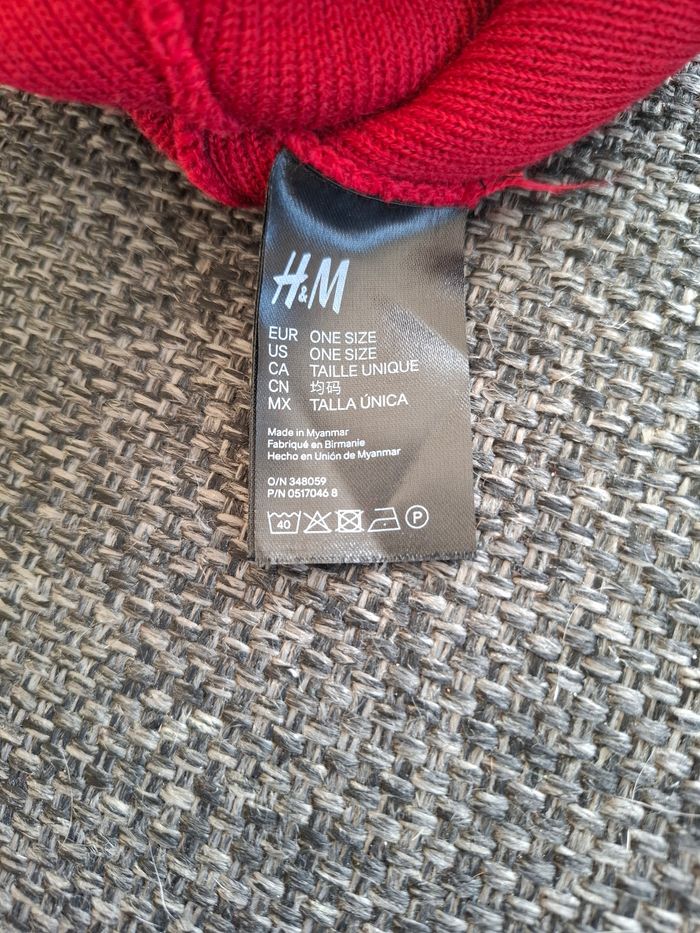 H&M
EUR ONE SIZE
US ONE SIZE
CA TAILLE UNIQUE
CN 均码
MX TALLA ÚNICA
Made in Myanmar
Fabriqué en Birmanie
Hecho en Unión de Myanmar
O/N 348059
P/N 0517046 8
40 P